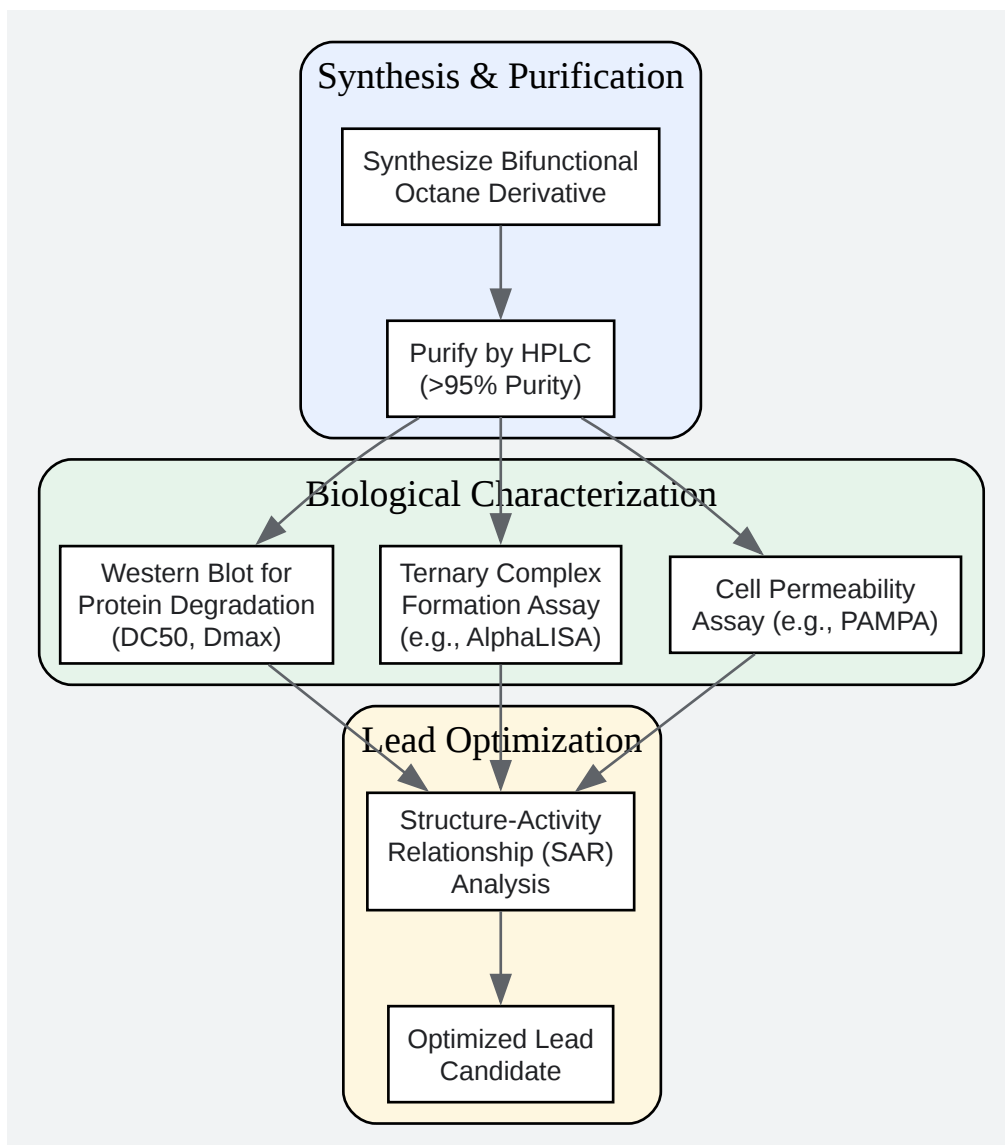 Synthesis & Purification
Synthesize Bifunctional
Octane Derivative
Purify by HPLC
(>95% Purity)
Biological Characterization
Western Blot for
Protein Degradation
(DC50, Dmax)
Ternary Complex
Formation Assay
(e.g., AlphaLISA)
Cell Permeability
Assay (e.g., PAMPA)
Lead Optimization
Structure-Activity
Relationship (SAR)
Analysis
Optimized Lead
Candidate